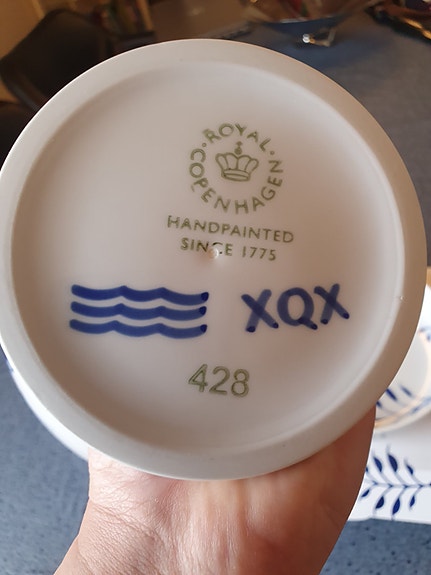 ROYAL COPENHAGEN
HANDPAINTED
SINCE 1775
XQX
428